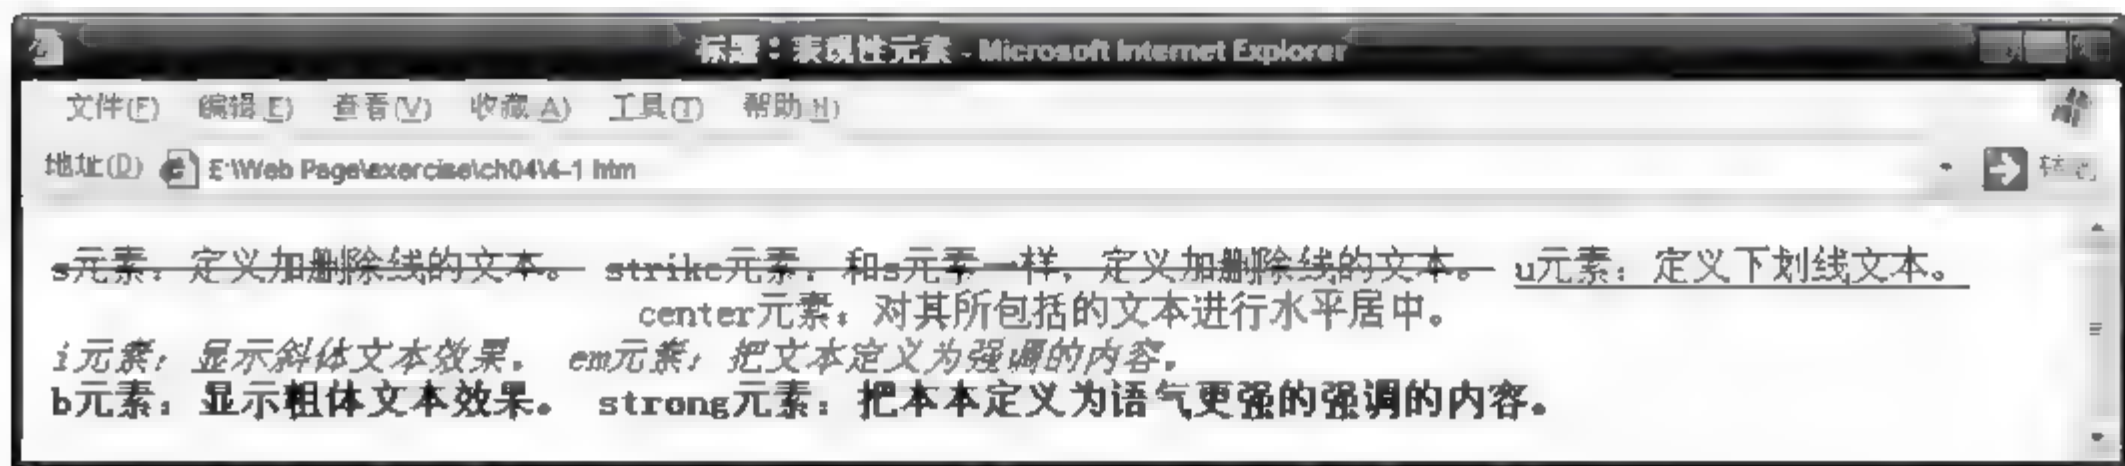 标题：表现性元素 - Microsoft Internet Explorer
文件(F) 编辑(E) 查看(V) 收藏(A) 工具(T) 帮助(H)
地址(D) E:\Web Page\exercise\ch04\4-1.htm 转到
s元素：定义加删除线的文本。 strike元素：和s元素一样，定义加删除线的文本。 u元素：定义下划线文本。
center元素：对其所包括的文本进行水平居中。
i元素：显示斜体文本效果。 em元素：把文本定义为强调的内容。
b元素：显示粗体文本效果。 strong元素：把本本定义为语气更强的强调的内容。